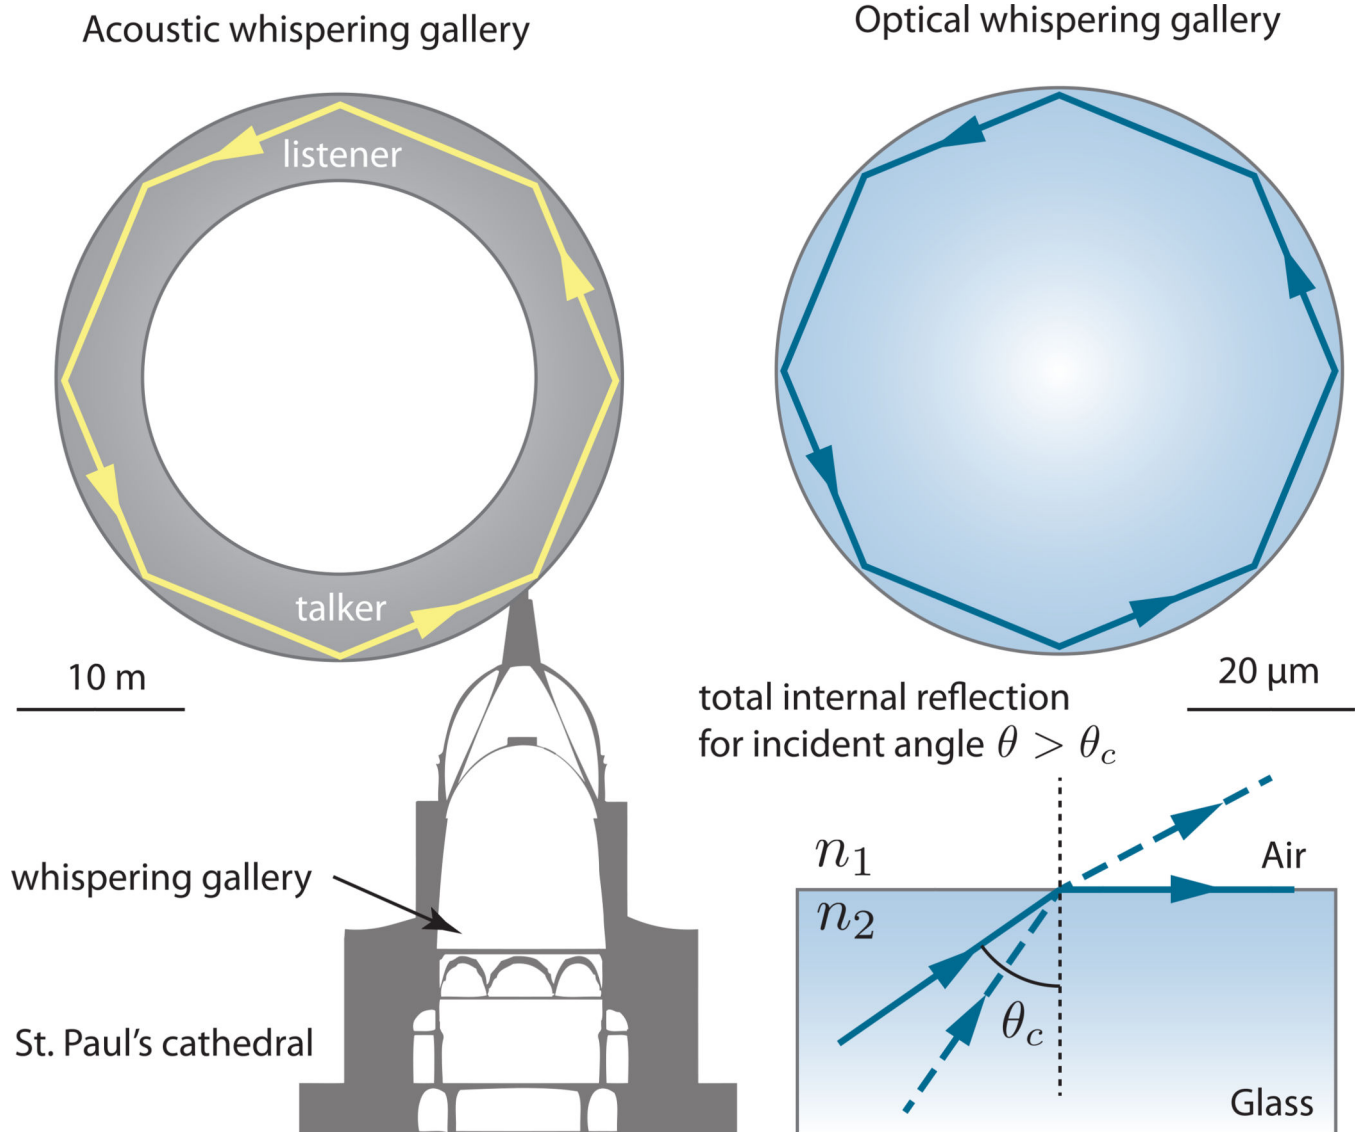 Acoustic whispering gallery
listener
talker
10 m
whispering gallery
St. Paul's cathedral
Optical whispering gallery
20 μm
total internal reflection
for incident angle θ > θc
n1
Air
n2
θc
Glass